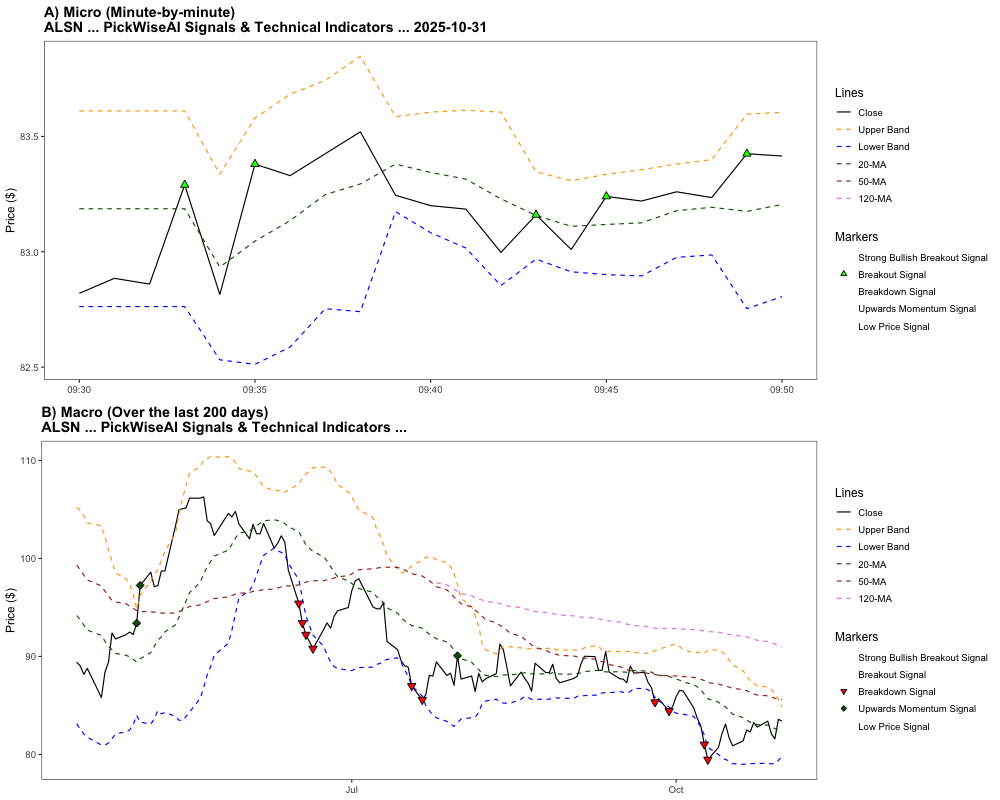 A) Micro (Minute-by-minute)
ALSN ... PickWiseAI Signals & Technical Indicators ... 2025-10-31
Price ($)
83.5
83.0
82.5
09:30
09:35
09:40
09:45
09:50
Lines
Close
Upper Band
Lower Band
20-MA
50-MA
120-MA
Markers
Strong Bullish Breakout Signal
Breakout Signal
Breakdown Signal
Upwards Momentum Signal
Low Price Signal
B) Macro (Over the last 200 days)
ALSN ... PickWiseAI Signals & Technical Indicators ...
Price ($)
110
100
90
80
Jul
Oct
Lines
Close
Upper Band
Lower Band
20-MA
50-MA
120-MA
Markers
Strong Bullish Breakout Signal
Breakout Signal
Breakdown Signal
Upwards Momentum Signal
Low Price Signal